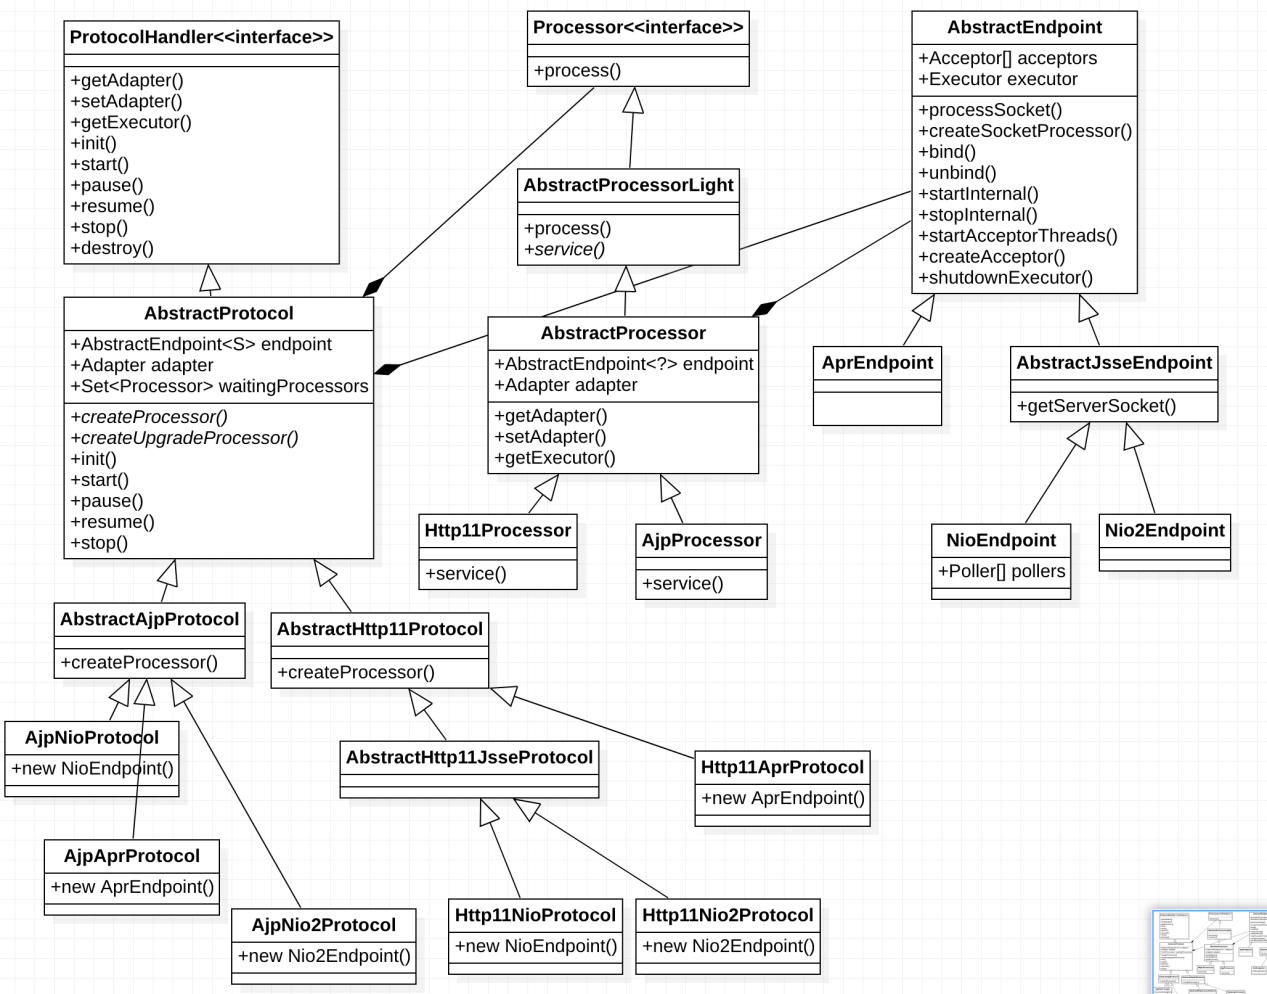 ProtocolHandler<<interface>>
+getAdapter()
+setAdapter()
+getExecutor()
+init()
+start()
+pause()
+resume()
+stop()
+destroy()
Processor<<interface>>
+process()
AbstractEndpoint
+Acceptor[] acceptors
+Executor executor
+processSocket()
+createSocketProcessor()
+bind()
+unbind()
+startInternal()
+stopInternal()
+startAcceptorThreads()
+createAcceptor()
+shutdownExecutor()
AbstractProcessorLight
+process()
+service()
AbstractProtocol
+AbstractEndpoint<S> endpoint
+Adapter adapter
+Set<Processor> waitingProcessors
+createProcessor()
+createUpgradeProcessor()
+init()
+start()
+pause()
+resume()
+stop()
AbstractProcessor
+AbstractEndpoint<?> endpoint
+Adapter adapter
+getAdapter()
+setAdapter()
+getExecutor()
AprEndpoint
AbstractJsseEndpoint
+getServerSocket()
Http11Processor
+service()
AjpProcessor
+service()
NioEndpoint
+Poller[] pollers
Nio2Endpoint
AbstractAjpProtocol
+createProcessor()
AbstractHttp11Protocol
+createProcessor()
AjpNioProtocol
+new NioEndpoint()
AbstractHttp11JsseProtocol
Http11AprProtocol
+new AprEndpoint()
AjpAprProtocol
+new AprEndpoint()
AjpNio2Protocol
+new Nio2Endpoint()
Http11NioProtocol
+new NioEndpoint()
Http11Nio2Protocol
+new Nio2Endpoint()